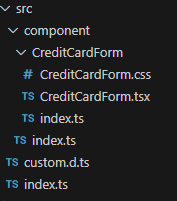 src
component
CreditCardForm
# CreditCardForm.css
TS CreditCardForm.tsx
TS index.ts
TS index.ts
TS custom.d.ts
TS index.ts